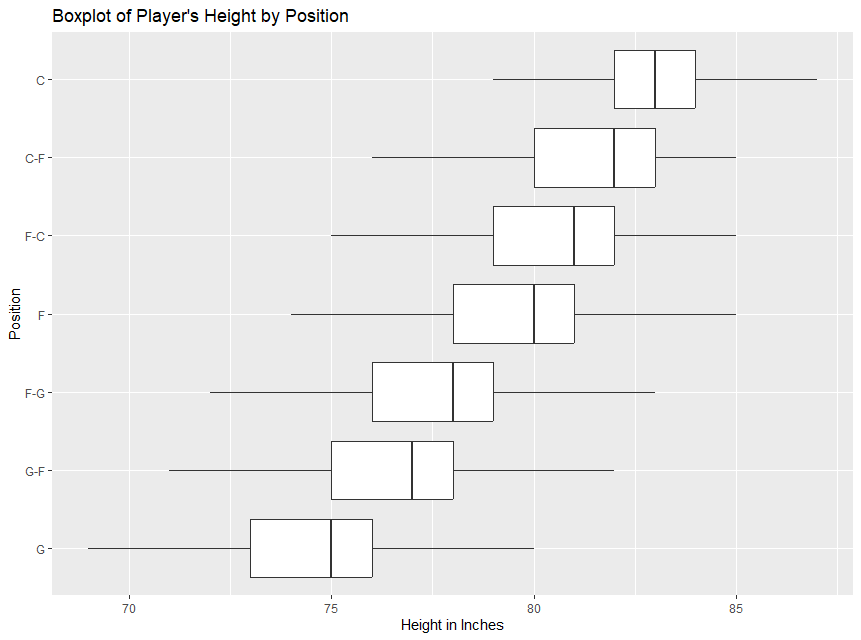 Boxplot of Player's Height by Position
C
C-F
F-C
F
F-G
G-F
G
Position
70 75 80 85
Height in Inches